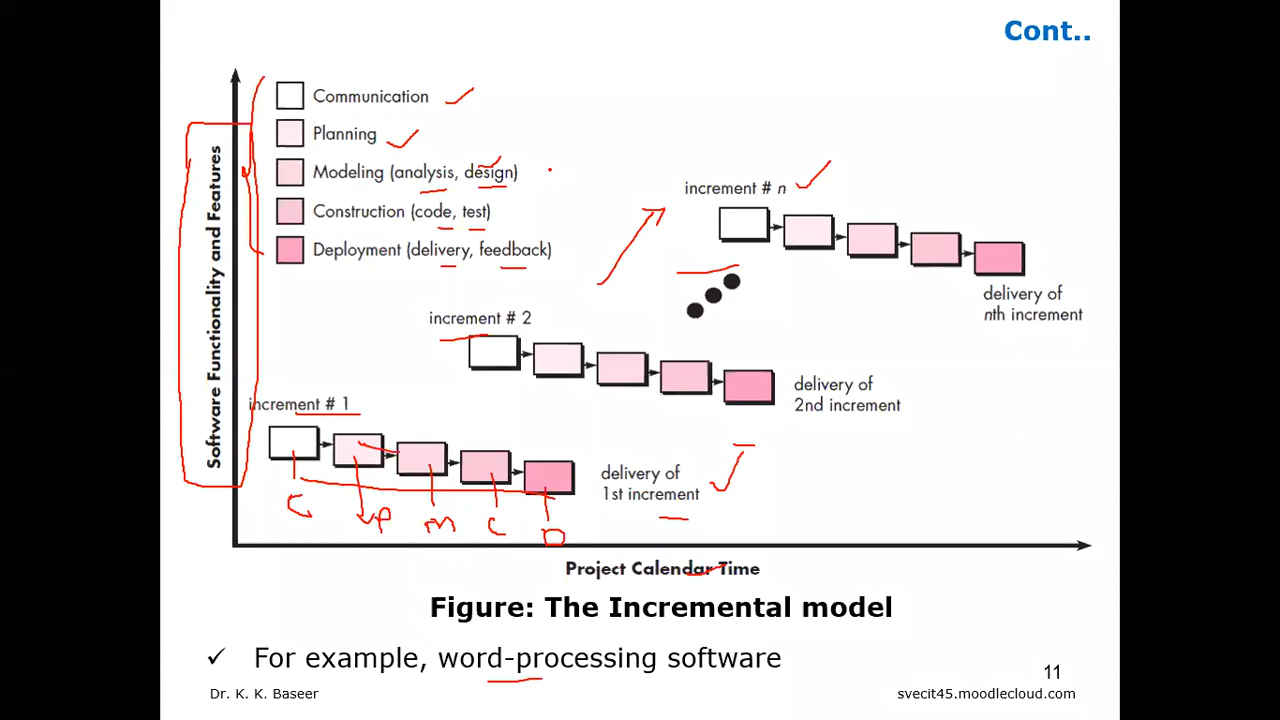 Cont..
Software Functionality and Features
Communication
Planning
Modeling (analysis, design)
Construction (code, test)
Deployment (delivery, feedback)
increment # n
delivery of
nth increment
increment # 2
delivery of
2nd increment
increment # 1
delivery of
1st increment
C P M C D
Project Calendar Time
Figure: The Incremental model
✓ For example, word-processing software
11
Dr. K. K. Baseer
svecit45.moodlecloud.com